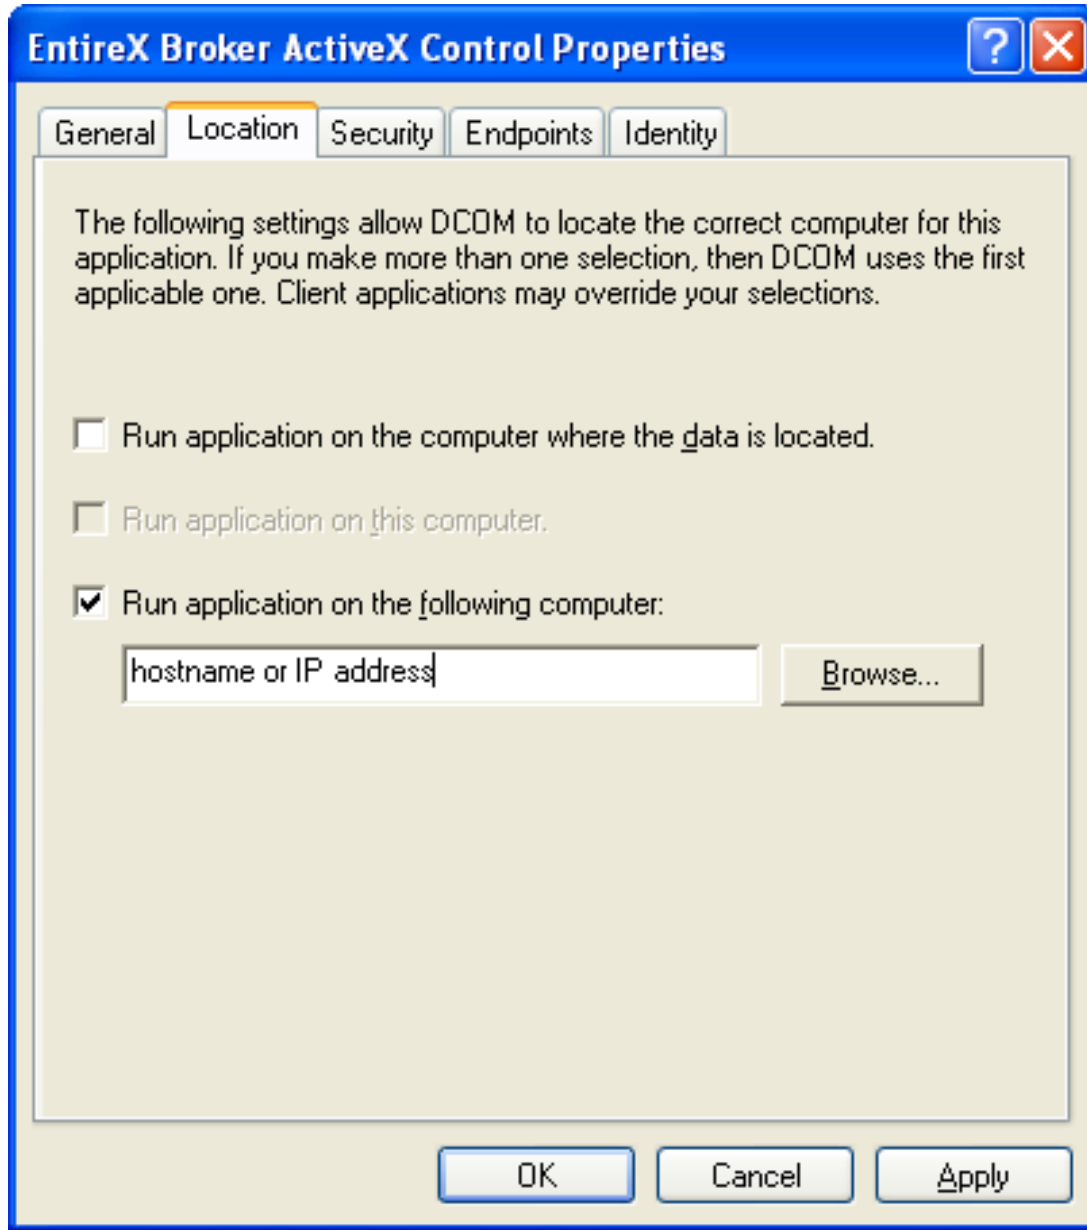 EntireX Broker ActiveX Control Properties
General Location Security Endpoints Identity
The following settings allow DCOM to locate the correct computer for this
application. If you make more than one selection, then DCOM uses the first
applicable one. Client applications may override your selections.
Run application on the computer where the data is located.
Run application on this computer.
Run application on the following computer:
hostname or IP address
Browse...
OK Cancel Apply